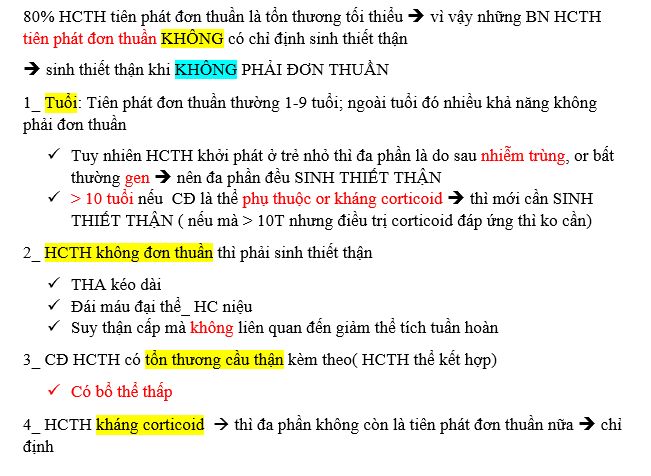 80% HCTH tiên phát đơn thuần là tổn thương tối thiểu ➔ vì vậy những BN HCTH
tiên phát đơn thuần KHÔNG có chỉ định sinh thiết thận
➔ sinh thiết thận khi KHÔNG PHẢI ĐƠN THUẦN
1_ Tuổi: Tiên phát đơn thuần thường 1-9 tuổi; ngoài tuổi đó nhiều khả năng không
phải đơn thuần
✓ Tuy nhiên HCTH khởi phát ở trẻ nhỏ thì đa phần là do sau nhiễm trùng, or bất
thường gen ➔ nên đa phần đều SINH THIẾT THẬN
✓ > 10 tuổi nếu CĐ là thể phụ thuộc or kháng corticoid ➔ thì mới cần SINH
THIẾT THẬN ( nếu mà > 10T nhưng điều trị corticoid đáp ứng thì ko cần)
2_ HCTH không đơn thuần thì phải sinh thiết thận
✓ THA kéo dài
✓ Đái máu đại thể_ HC niệu
✓ Suy thận cấp mà không liên quan đến giảm thể tích tuần hoàn
3_ CĐ HCTH có tổn thương cầu thận kèm theo( HCTH thể kết hợp)
✓ Có bổ thể thấp
4_ HCTH kháng corticoid → thì đa phần không còn là tiên phát đơn thuần nữa ➔ chỉ
định